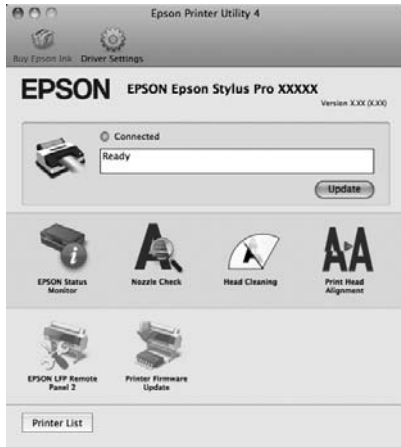 Epson Printer Utility 4
Buy Epson Ink Driver Settings
EPSON EPSON Epson Stylus Pro XXXXX
Version X.XX (X.XX)
Connected
Ready
Update
EPSON Status
Monitor
Nozzle Check
Head Cleaning
Print Head
Alignment
EPSON LFP Remote
Panel 2
Printer Firmware
Update
Printer List